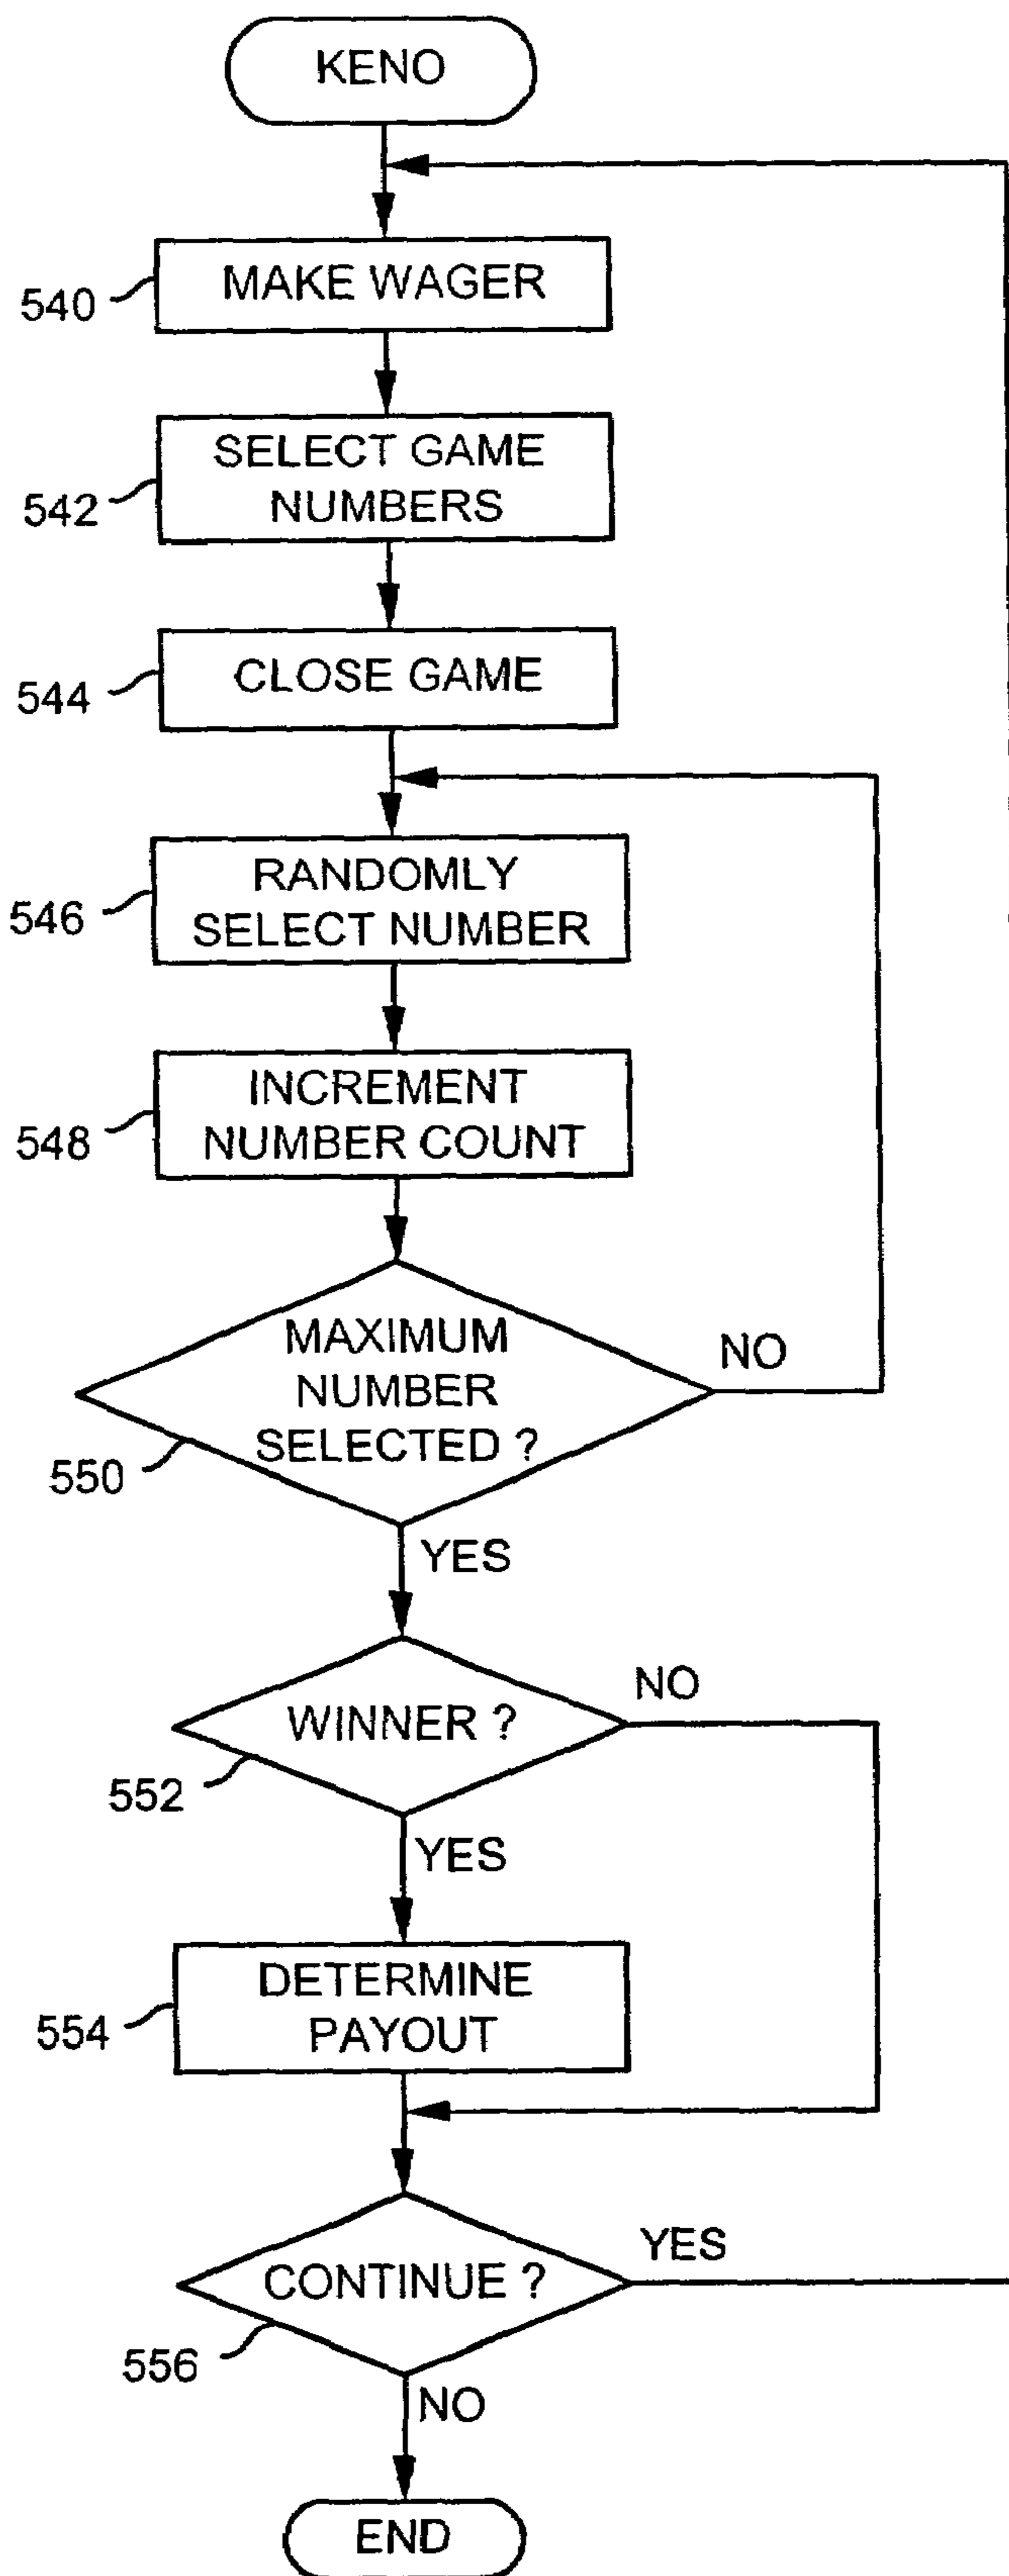 KENO
MAKE WAGER
540
SELECT GAME
NUMBERS
542
CLOSE GAME
544
RANDOMLY
SELECT NUMBER
546
INCREMENT
NUMBER COUNT
548
MAXIMUM
NUMBER
SELECTED ?
NO
550
YES
WINNER ?
NO
552
YES
DETERMINE
PAYOUT
554
CONTINUE ?
YES
556
NO
END